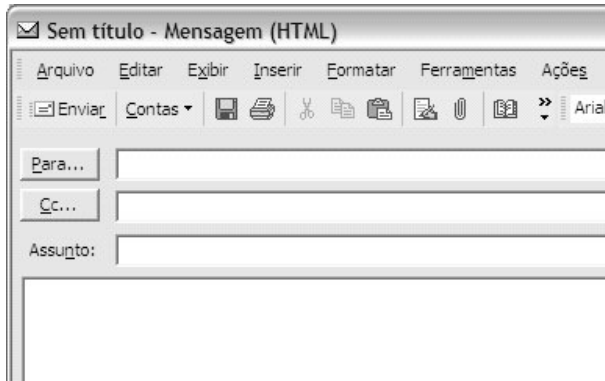 Sem título - Mensagem (HTML)
Arquivo Editar Exibir Inserir Formatar Ferramentas Ações
Enviar Contas Arial
Para...
Cc...
Assunto: